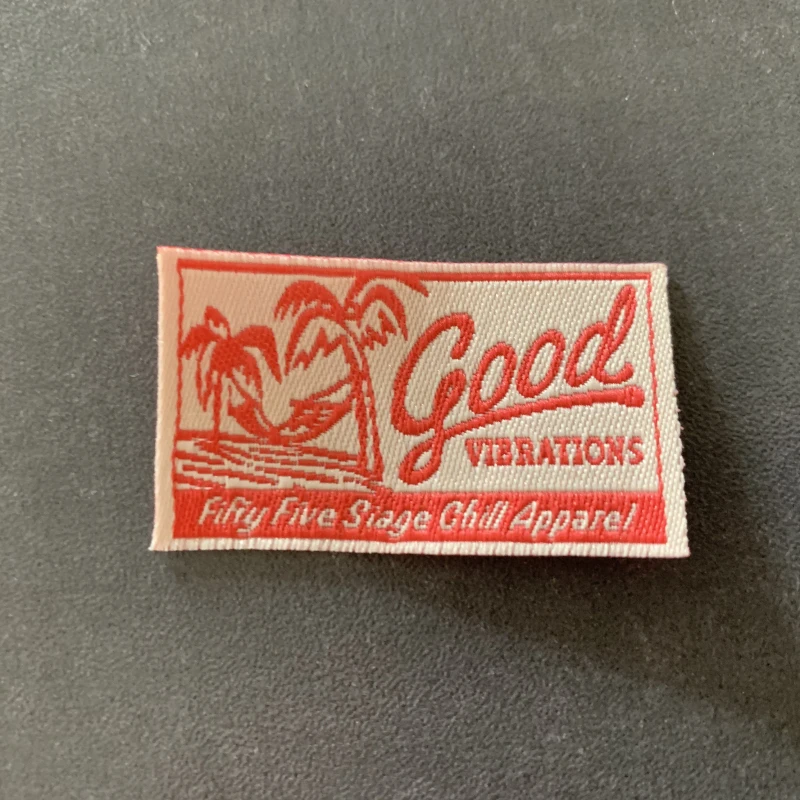 Good
VIBRATIONS
Fifty Five Stage Chill Apparel